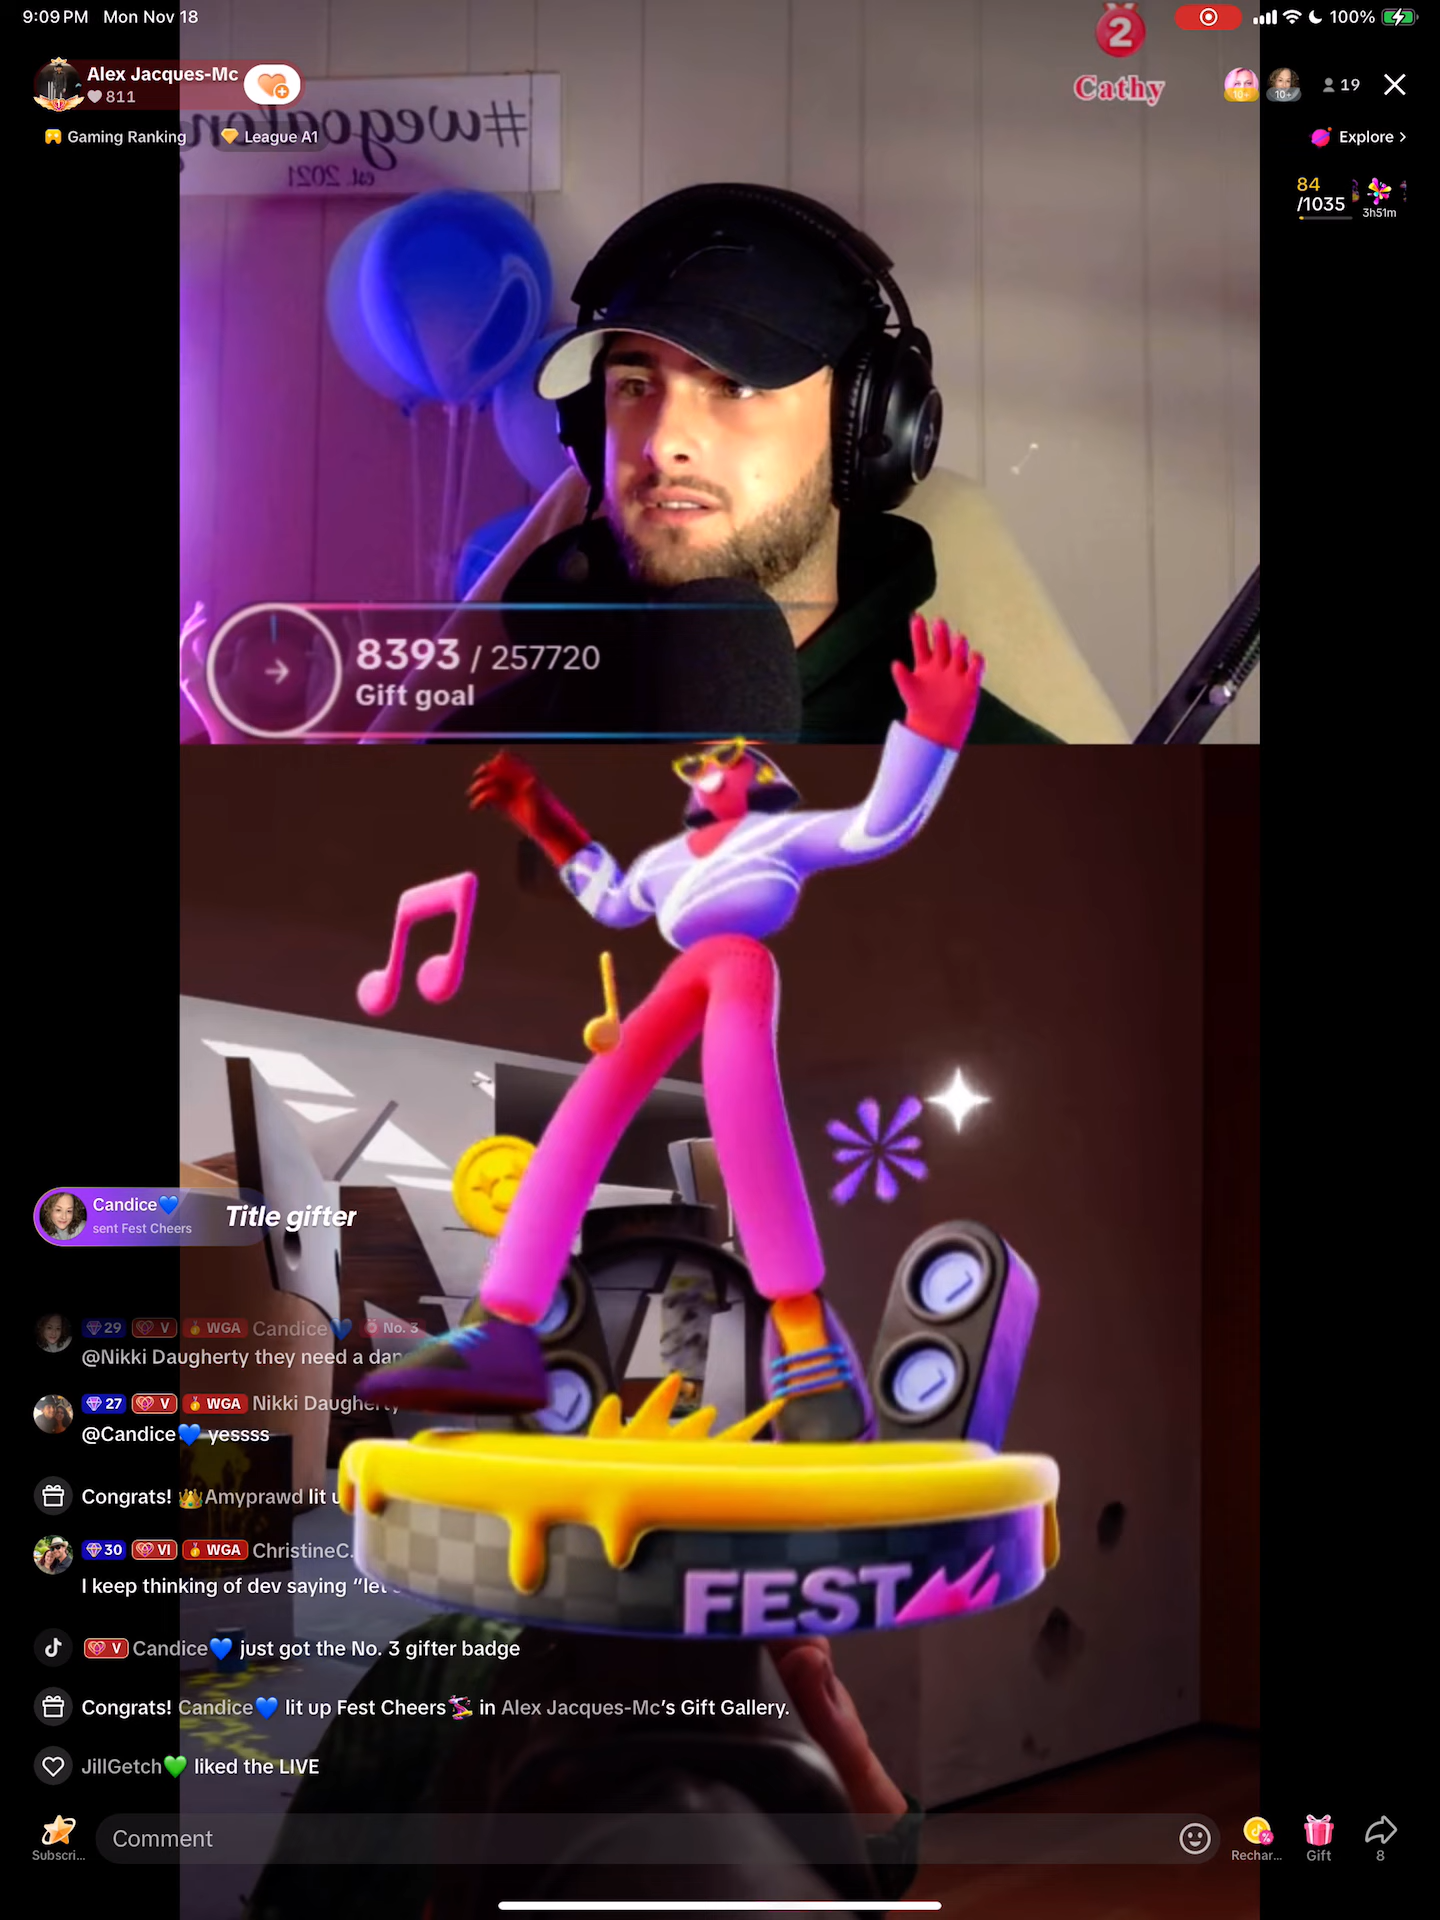 9:09 PM Mon Nov 18
100%
2
Cathy
Alex Jacques-Mc
811
10+
10+
19
Gaming Ranking
League A1
Explore >
#wegoagon
est. 2021
84
/1035
3h51m
8393 / 257720
Gift goal
Candice💙
sent Fest Cheers
Title gifter
29 V WGA Candice💙 No. 3
@Nikki Daugherty they need a
27 V WGA Nikki Daugherty
@Candice💙 yessss
Congrats! 👑Amyprawd lit
30 VI WGA ChristineC.
I keep thinking of dev saying "let
FEST
V Candice💙 just got the No. 3 gifter badge
Congrats! Candice💙 lit up Fest Cheers in Alex Jacques-Mc's Gift Gallery.
JillGetch💚 liked the LIVE
Subscri...
Comment
Rechar...
Gift
8